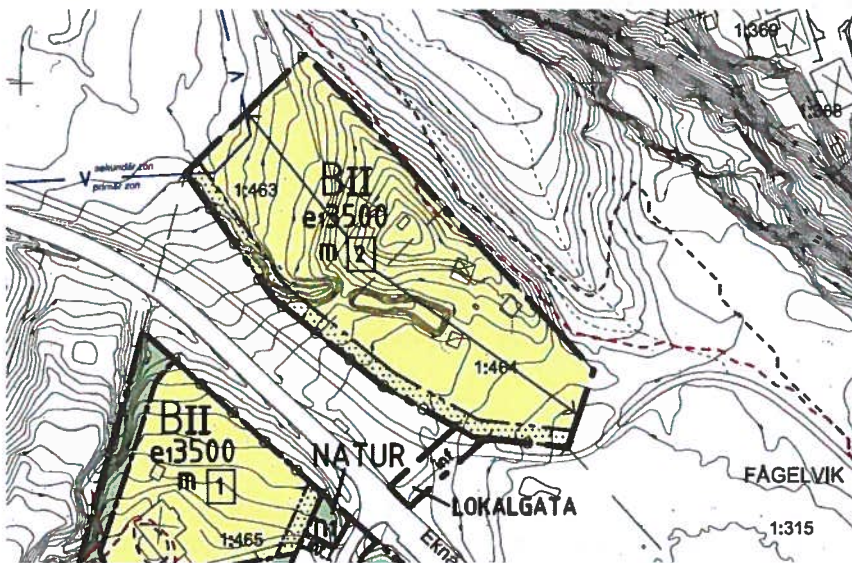 1:369
1:368
V
V
sekundär zon
primär zon
1:463
BII
e13500
m 2
1:464
BII
e13500
m 1
NATUR
LOKALGATA
FÅGELVIK
1:465
n1
1:315